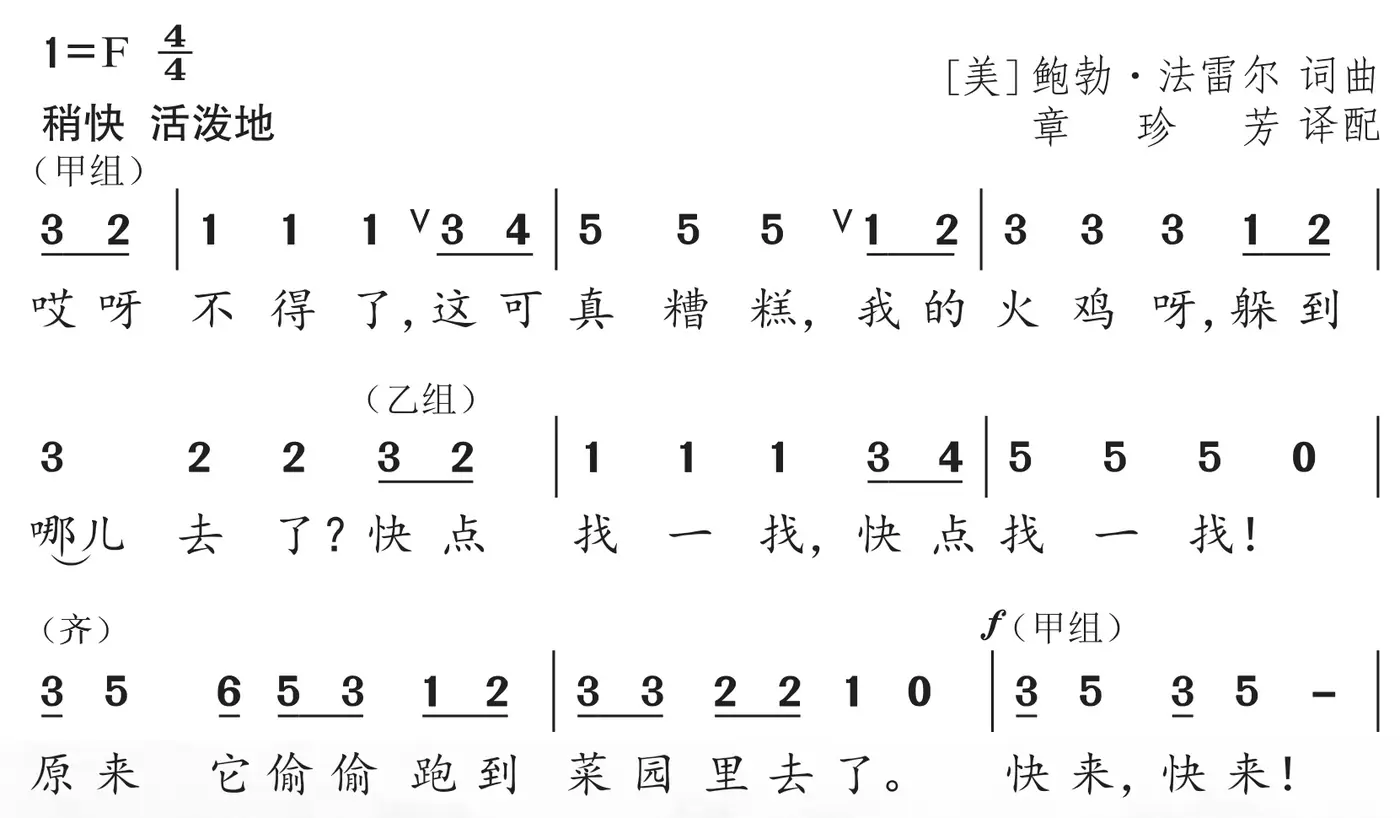 1=F 4/4
[美]鲍勃·法雷尔 词曲
稍快 活泼地
章 珍 芳 译配
(甲组)
3 2 | 1 1 1 ∨ 3 4 | 5 5 5 ∨ 1 2 | 3 3 3 1 2 |
哎呀 不得了,这可真糟糕,我的火鸡呀,躲到
(乙组)
3 2 2 3 2 | 1 1 1 3 4 | 5 5 5 0 |
哪儿去了?快点 找一找,快点找一找!
(齐) f(甲组)
3 5 6 5 3 1 2 | 3 3 2 2 1 0 | 3 5 3 5 – |
原来 它偷偷跑到 菜园里去了。 快来,快来!